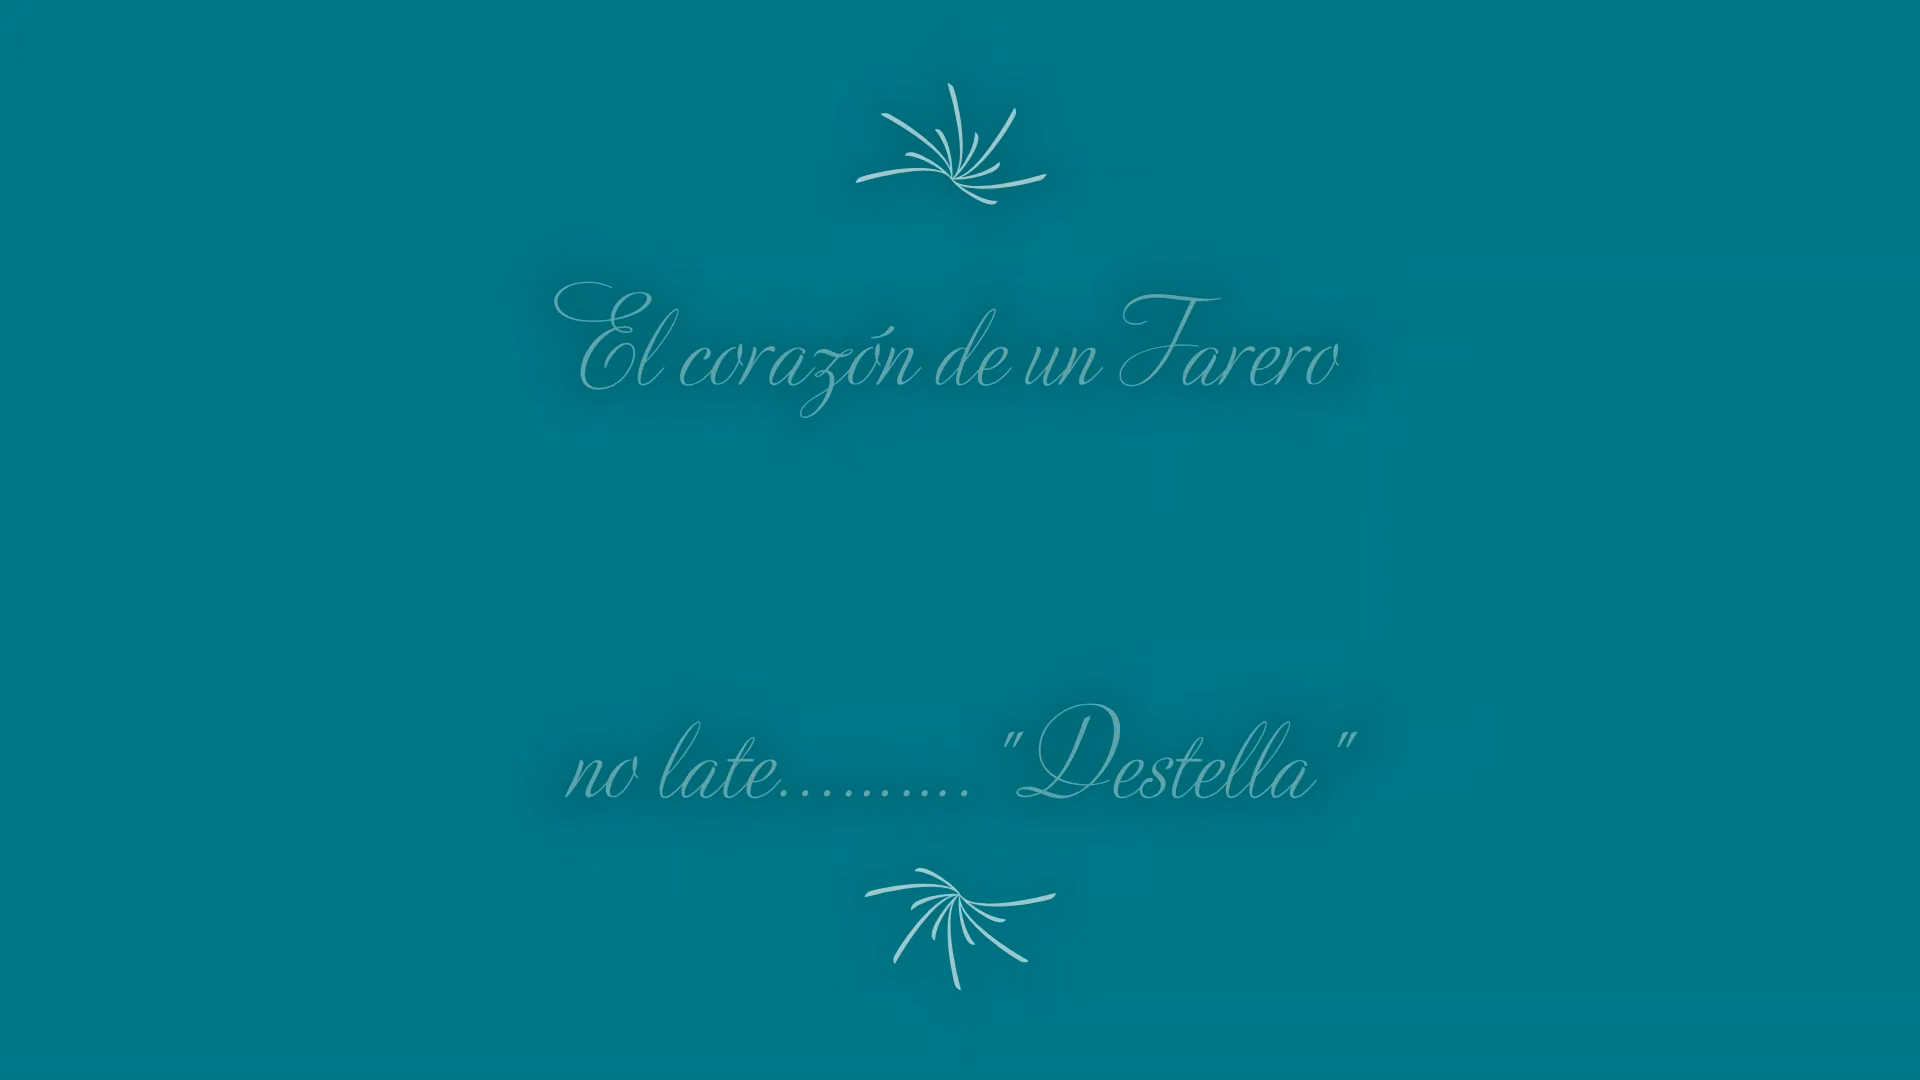 El corazón de un Farero
no late.......... "Destella"